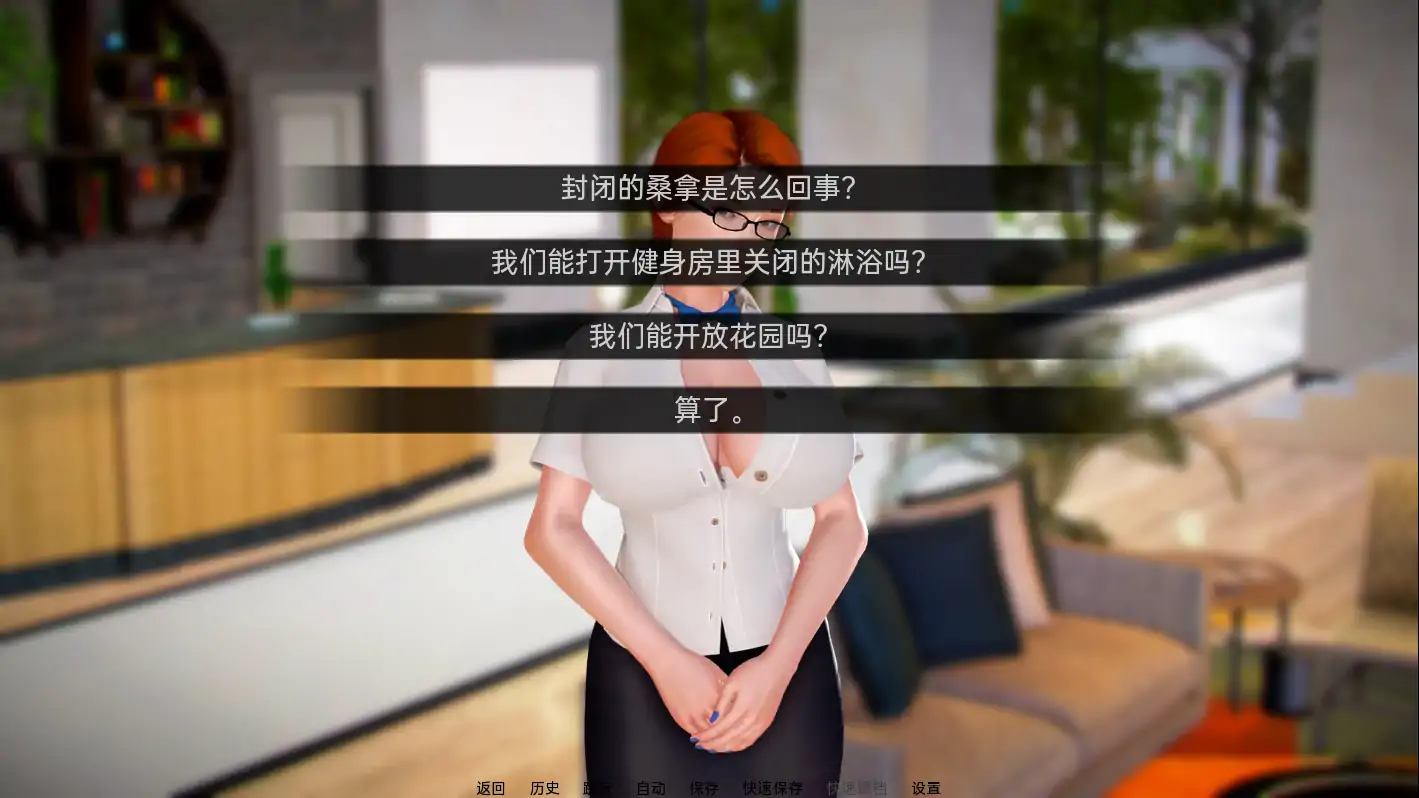 封闭的桑拿是怎么回事?
我们能打开健身房里关闭的淋浴吗?
我们能开放花园吗?
算了。
返回 历史 自动 保存 快速保存 设置